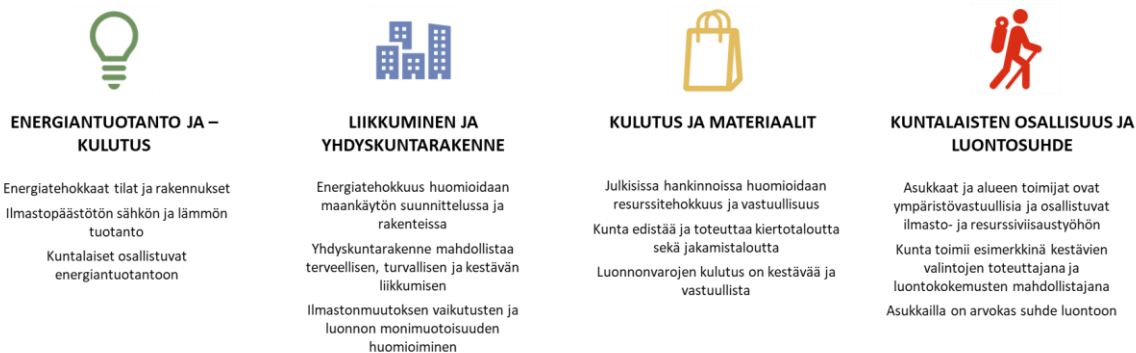 ENERGIANTUOTANTO JA –
KULUTUS
Energiatehokkaat tilat ja rakennukset
Ilmastopäästötön sähkön ja lämmön
tuotanto
Kuntalaiset osallistuvat
energiantuotantoon
LIIKKUMINEN JA
YHDYSKUNTARAKENNE
Energiatehokkuus huomioidaan
maankäytön suunnittelussa ja
rakenteissa
Yhdyskuntarakenne mahdollistaa
terveellisen, turvallisen ja kestävän
liikkumisen
Ilmastonmuutoksen vaikutusten ja
luonnon monimuotoisuuden
huomioiminen
KULUTUS JA MATERIAALIT
Julkisissa hankinnoissa huomioidaan
resurssitehokkuus ja vastuullisuus
Kunta edistää ja toteuttaa kiertotaloutta
sekä jakamistaloutta
Luonnonvarojen kulutus on kestävää ja
vastuullista
KUNTALAISTEN OSALLISUUS JA
LUONTOSUHDE
Asukkaat ja alueen toimijat ovat
ympäristövastuullisia ja osallistuvat
ilmasto- ja resurssiviisaustyöhön
Kunta toimii esimerkkinä kestävien
valintojen toteuttajana ja
luontokokemusten mahdollistajana
Asukkailla on arvokas suhde luontoon